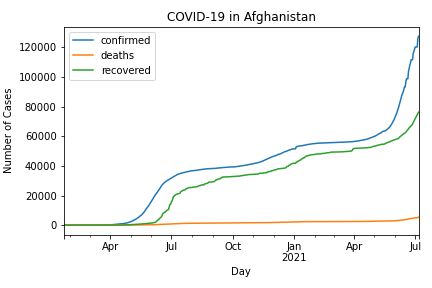 COVID-19 in Afghanistan
confirmed
deaths
recovered
Number of Cases
120000
100000
80000
60000
40000
20000
0
Apr
Jul
Oct
Jan
2021
Apr
Jul
Day